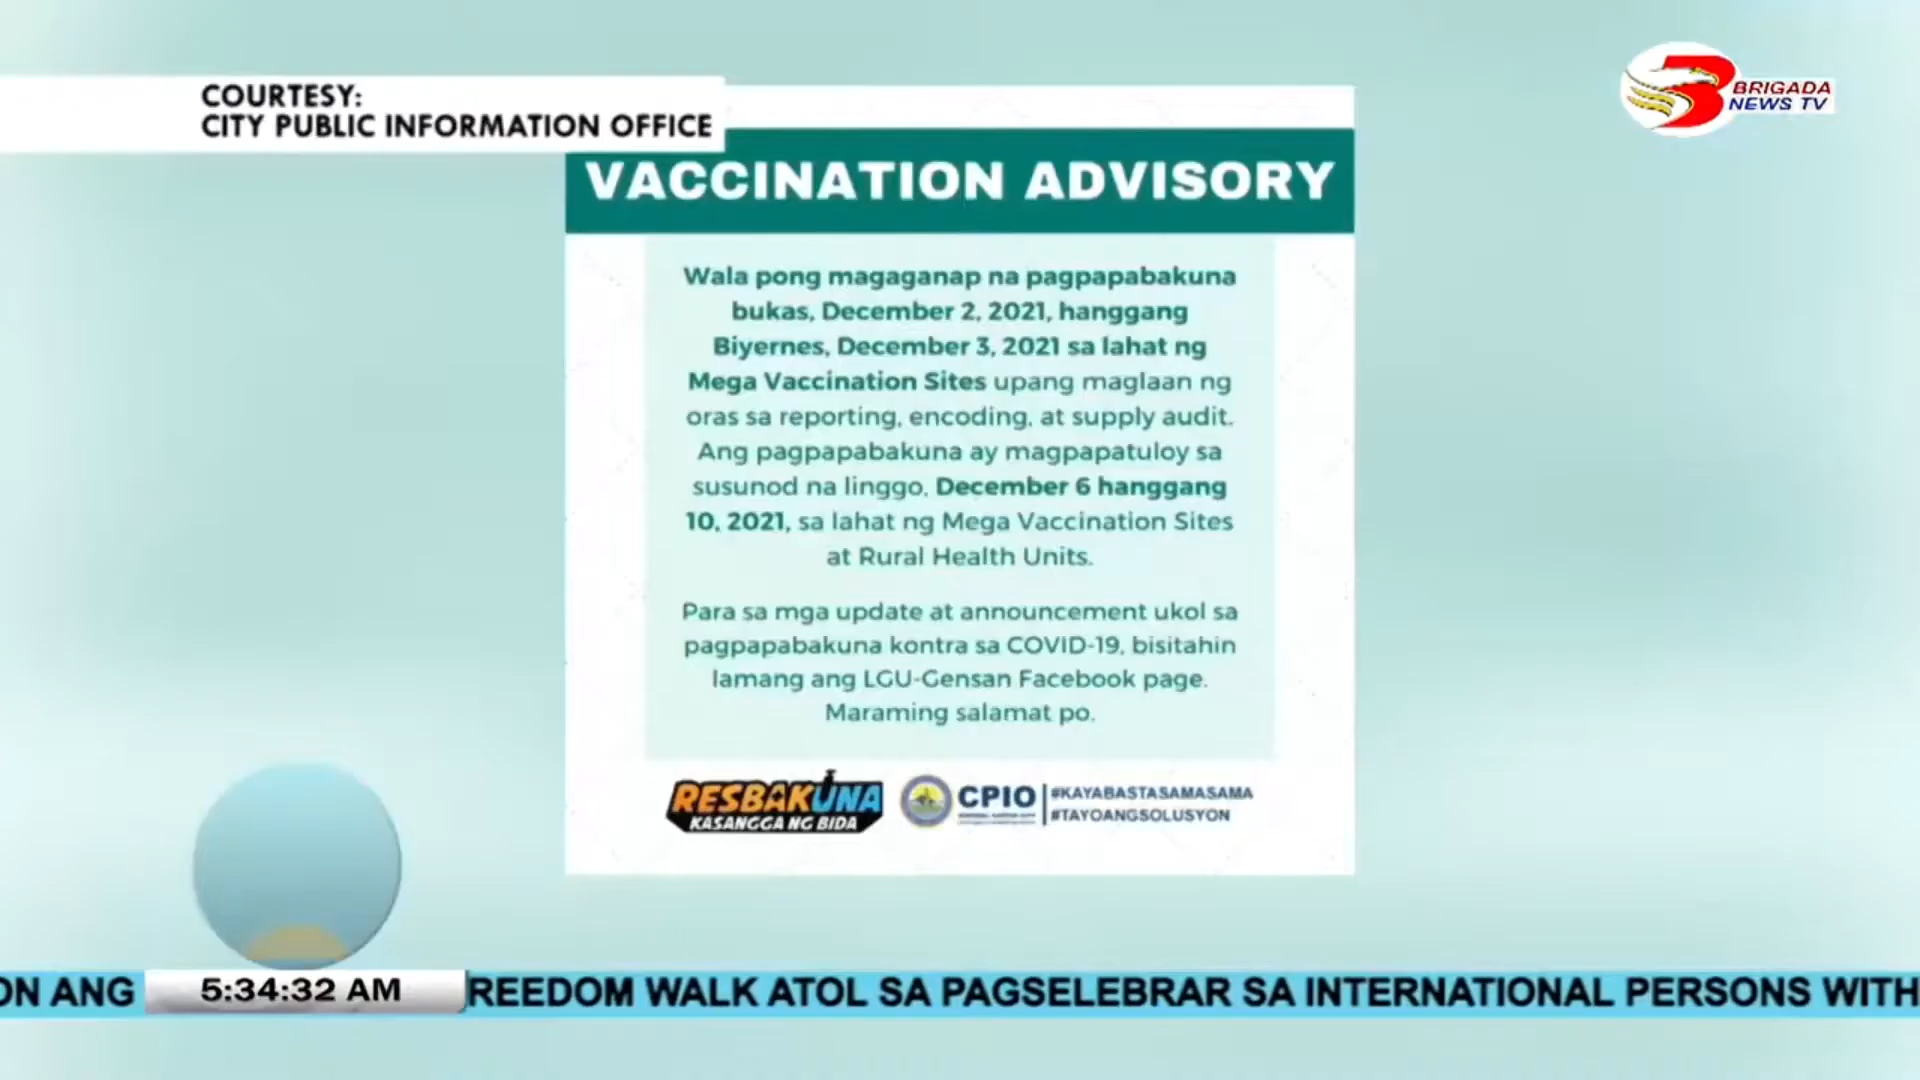 COURTESY:
CITY PUBLIC INFORMATION OFFICE
BRIGADA
NEWS TV
VACCINATION ADVISORY
Wala pong magaganap na pagpapabakuna
bukas, December 2, 2021, hanggang
Biyernes, December 3, 2021 sa lahat ng
Mega Vaccination Sites upang maglaan ng
oras sa reporting, encoding, at supply audit.
Ang pagpapabakuna ay magpapatuloy sa
susunod na linggo, December 6 hanggang
10, 2021, sa lahat ng Mega Vaccination Sites
at Rural Health Units.
Para sa mga update at announcement ukol sa
pagpapabakuna kontra sa COVID-19, bisitahin
lamang ang LGU-Gensan Facebook page.
Maraming salamat po.
RESBAKUNA
KASANGGA NG BIDA
CPIO
#KAYABASTASAMASAMA
#TAYOANGSOLUSYON
ON ANG
5:34:32 AM
REEDOM WALK ATOL SA PAGSELEBRAR SA INTERNATIONAL PERSONS WITH